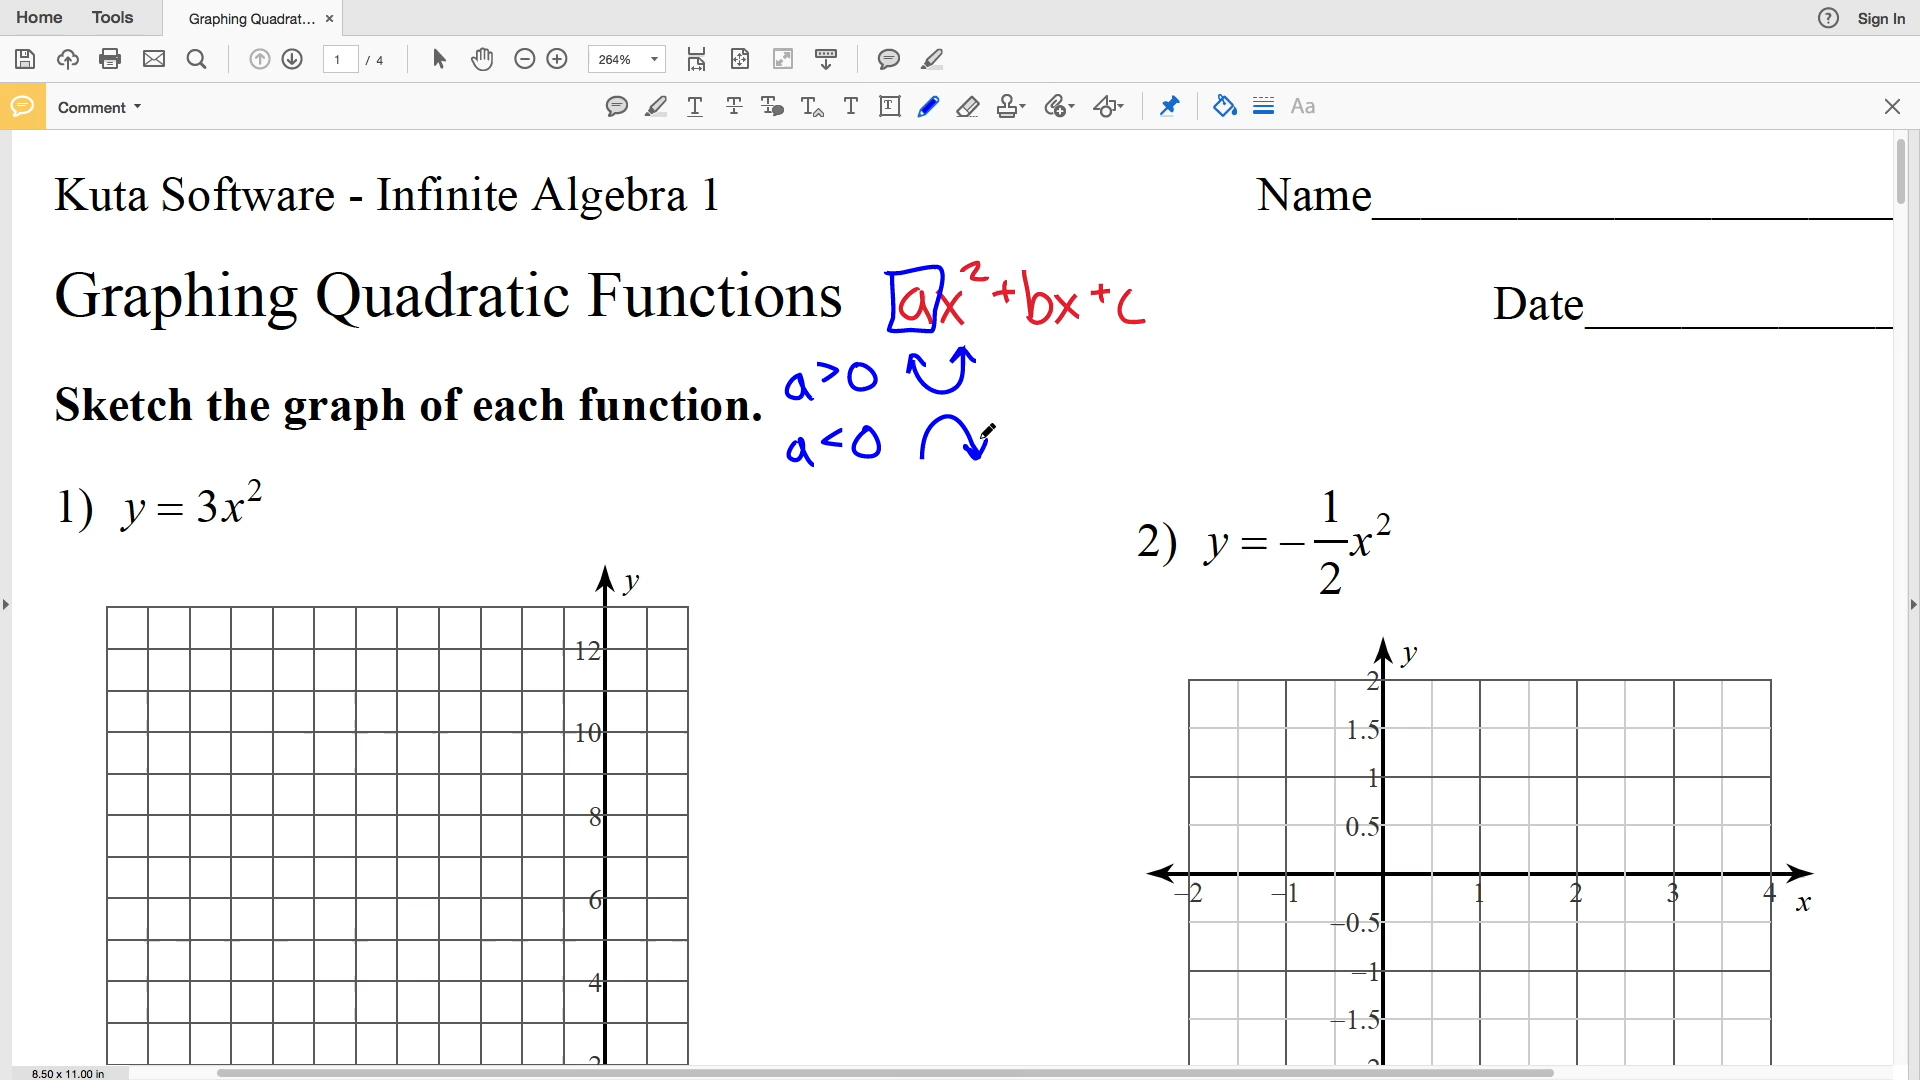 Home Tools Graphing Quadrat... × Sign In
1 / 4 264%
Comment Aa
Kuta Software - Infinite Algebra 1 Name
Graphing Quadratic Functions ax²+bx+c Date
a>0
Sketch the graph of each function.
a<0
1) y = 3x²
2) y = -1/2 x²
y
12
10
8
6
4
2
y
2
1.5
1
0.5
-2 -1 1 2 3 4 x
-0.5
-1
-1.5
8.50 x 11.00 in